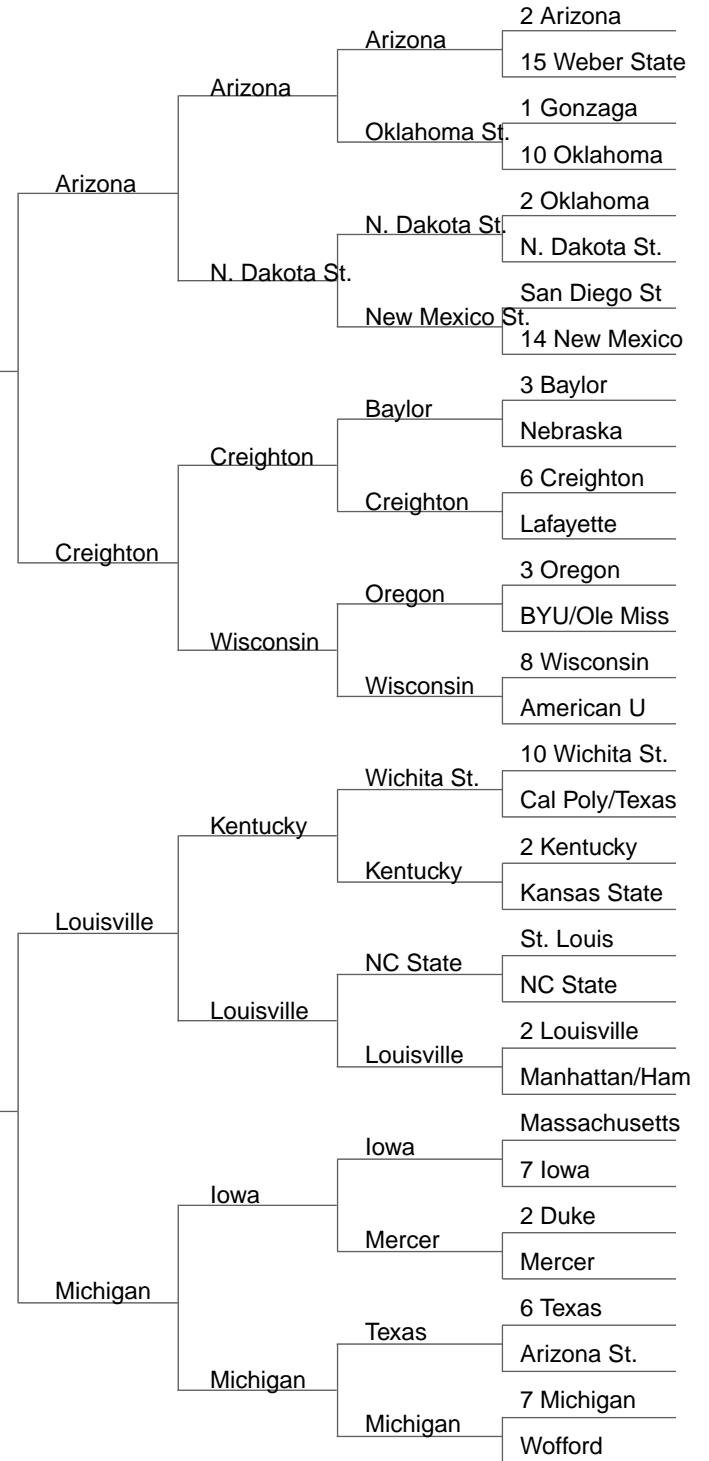 2 Arizona
Arizona
15 Weber State
Arizona
1 Gonzaga
Oklahoma St.
10 Oklahoma
Arizona
2 Oklahoma
N. Dakota St.
N. Dakota St.
N. Dakota St.
San Diego St
New Mexico St.
14 New Mexico
3 Baylor
Baylor
Nebraska
Creighton
6 Creighton
Creighton
Lafayette
Creighton
3 Oregon
Oregon
BYU/Ole Miss
Wisconsin
8 Wisconsin
Wisconsin
American U
10 Wichita St.
Wichita St.
Cal Poly/Texas
Kentucky
2 Kentucky
Kentucky
Kansas State
Louisville
St. Louis
NC State
NC State
Louisville
2 Louisville
Louisville
Manhattan/Ham
Massachusetts
Iowa
7 Iowa
Iowa
2 Duke
Mercer
Mercer
Michigan
6 Texas
Texas
Arizona St.
Michigan
7 Michigan
Michigan
Wofford